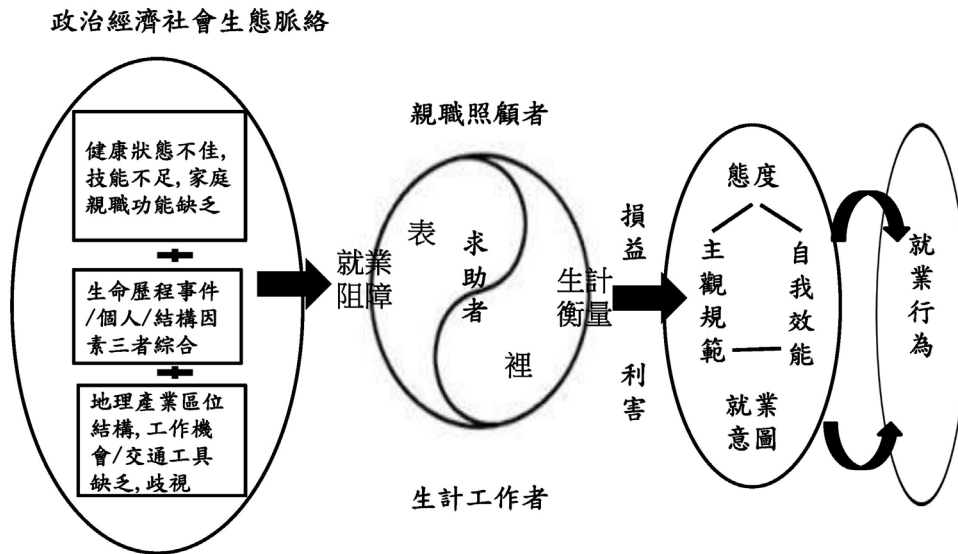 政治經濟社會生態脈絡
健康狀態不佳,
技能不足,家庭
親職功能缺乏
生命歷程事件
/個人/結構因
素三者綜合
地理產業區位
結構,工作機
會/交通工具
缺乏,歧視
就業
阻障
親職照顧者
表
求助者
裡
生計工作者
生計
衡量
損益
利害
態度
主觀規範
自我效能
就業
意圖
就業行為